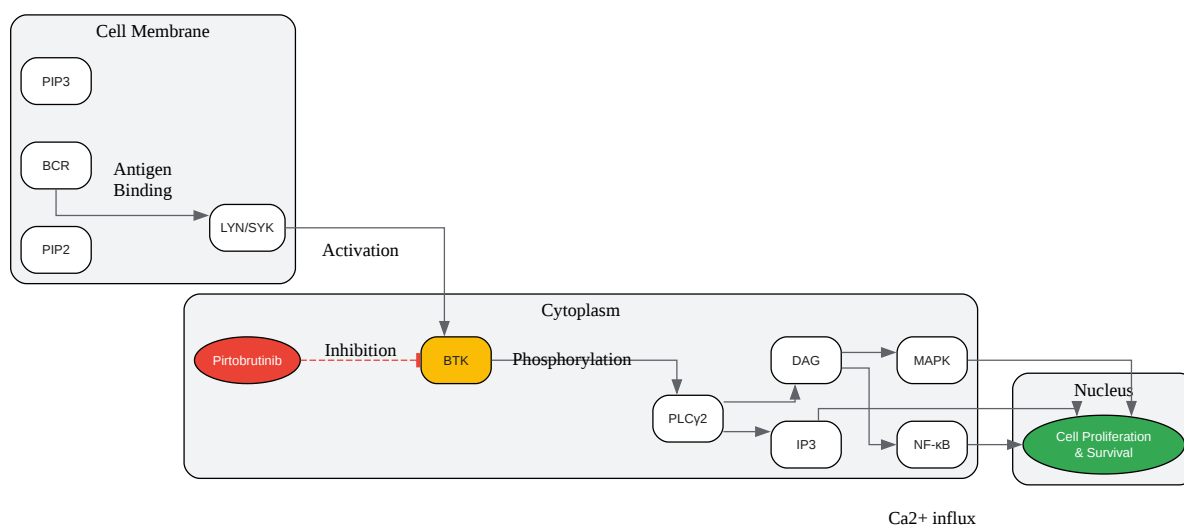 Cell Membrane
PIP3
BCR
Antigen
Binding
LYN/SYK
PIP2
Activation
Cytoplasm
Pirtobrutinib
Inhibition
BTK
Phosphorylation
DAG
MAPK
PLCγ2
IP3
NF-κB
Nucleus
Cell Proliferation
& Survival
Ca2+ influx